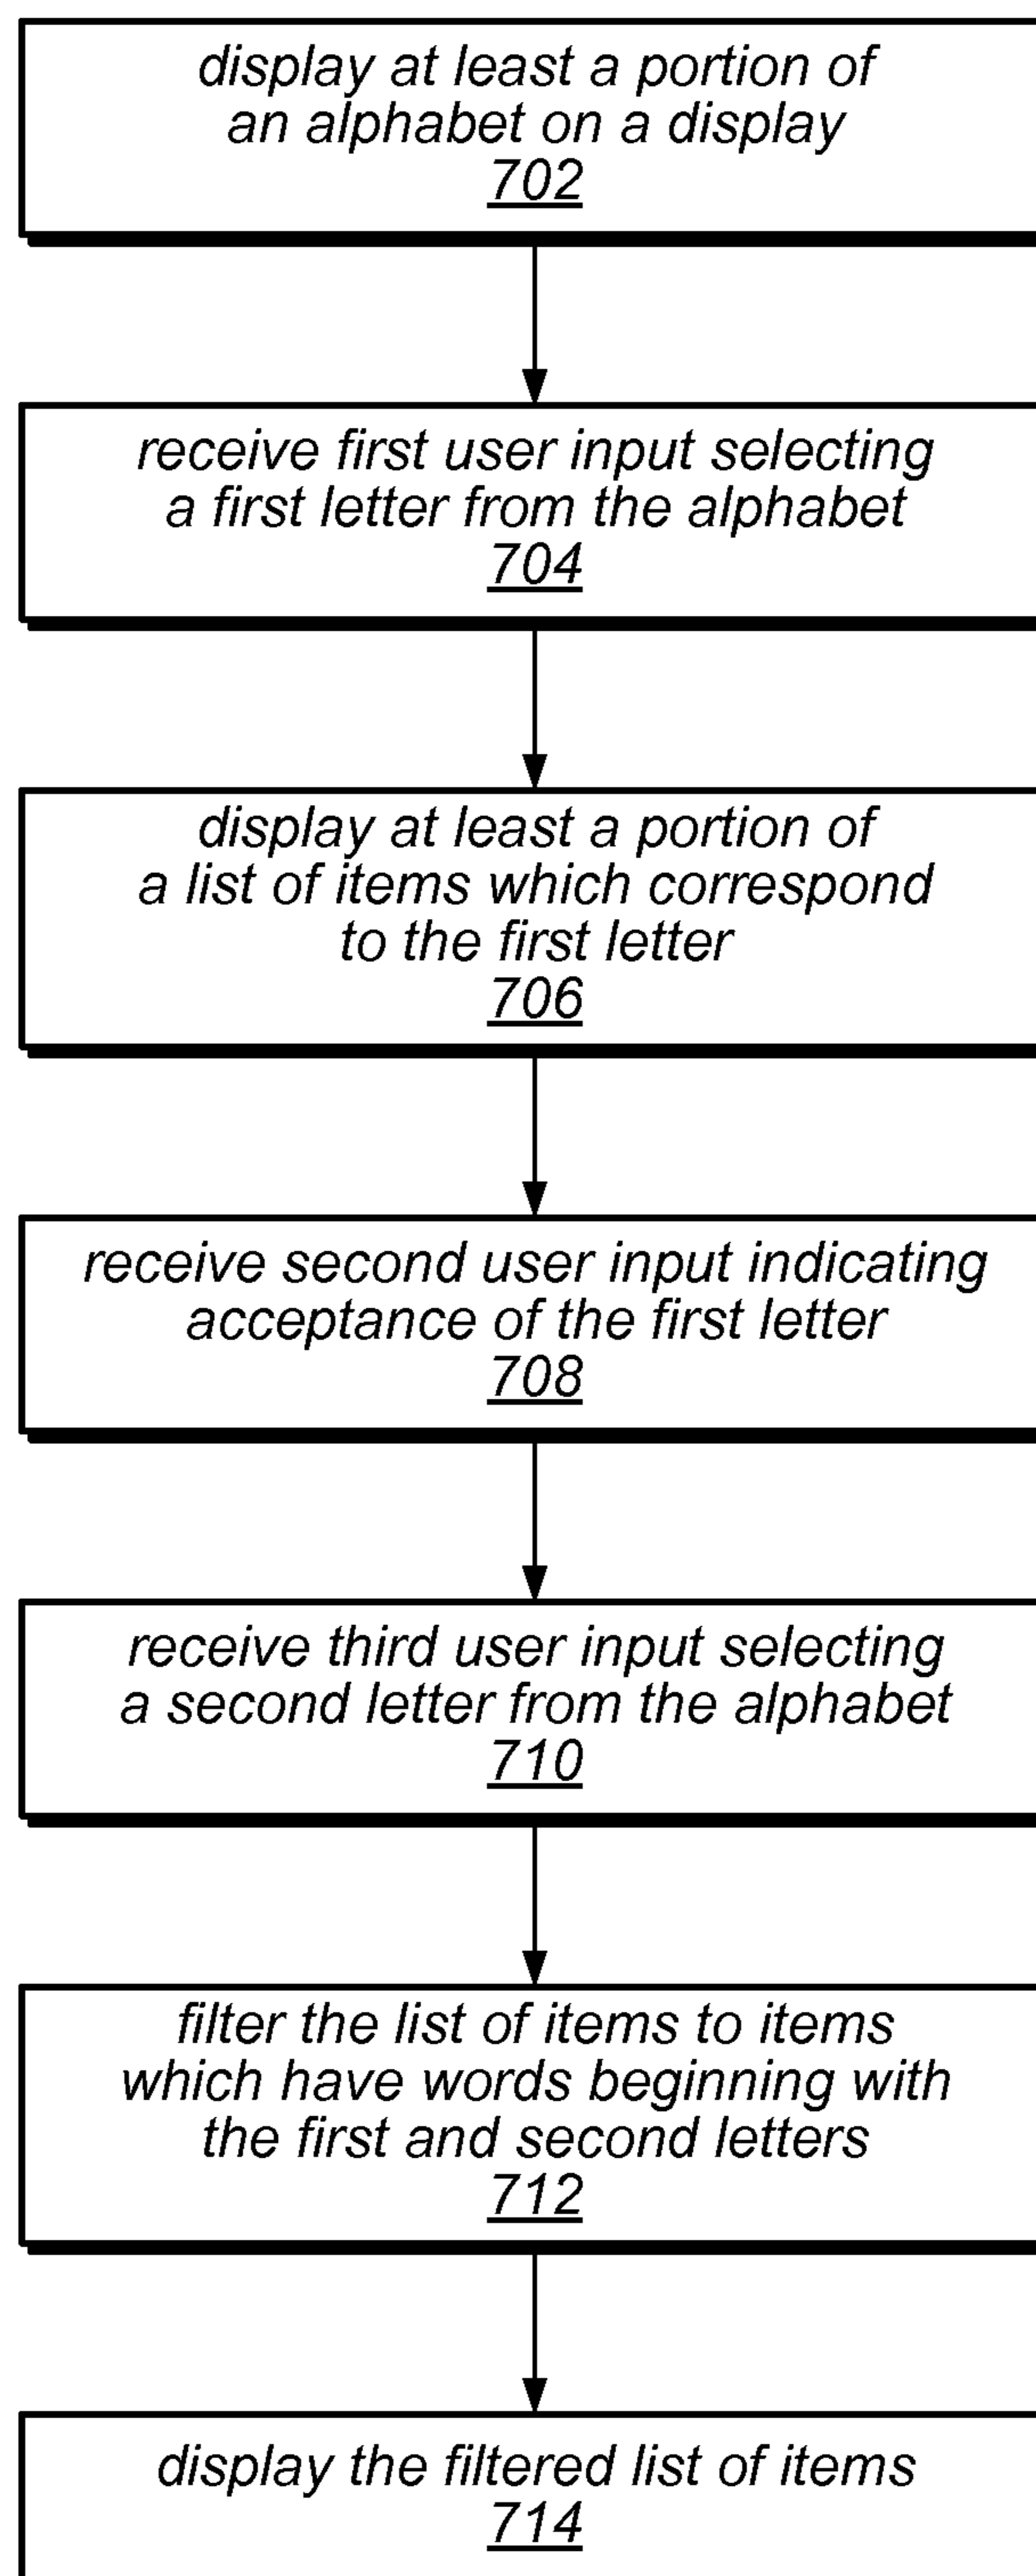 display at least a portion of
an alphabet on a display
702
receive first user input selecting
a first letter from the alphabet
704
display at least a portion of
a list of items which correspond
to the first letter
706
receive second user input indicating
acceptance of the first letter
708
receive third user input selecting
a second letter from the alphabet
710
filter the list of items to items
which have words beginning with
the first and second letters
712
display the filtered list of items
714